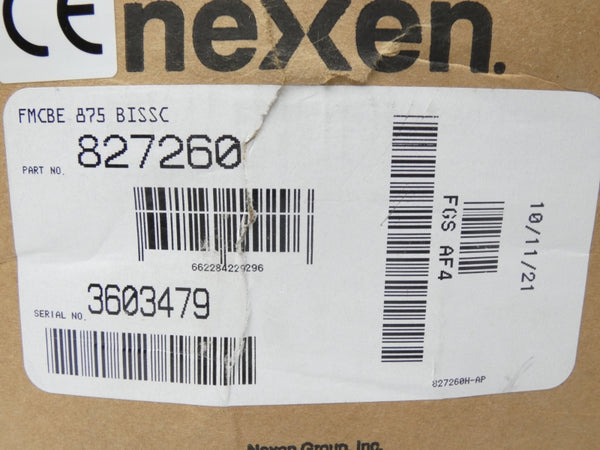 CE
nexen.
FMCBE 875 BISSC
PART NO. 827260
662284229296
SERIAL NO. 3603479
FGS AF4
10/11/21
827260H-AP
Nexen Group, Inc.